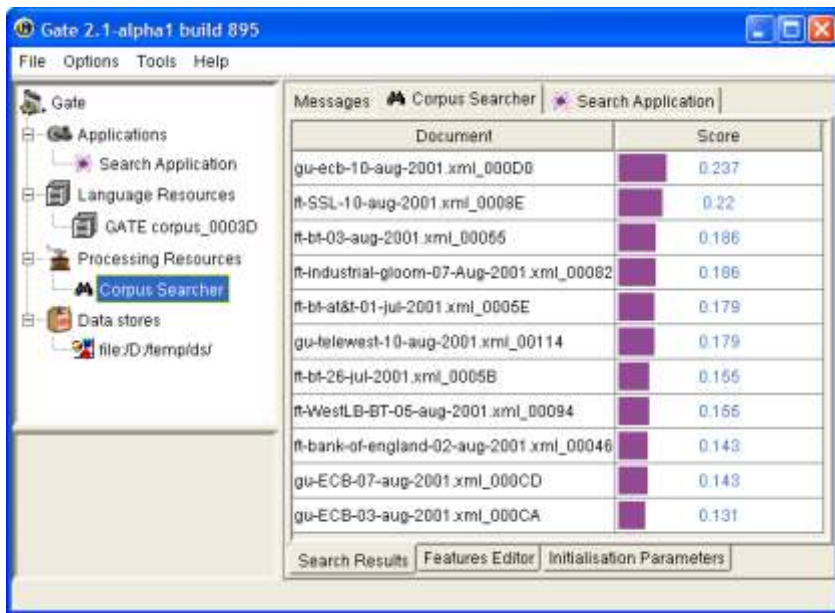 Gate 2.1-alpha1 build 895
File Options Tools Help
Gate
Applications
Search Application
Language Resources
GATE corpus_0003D
Processing Resources
Corpus Searcher
Data stores
file:/D:/temp/ds/
Messages Corpus Searcher Search Application
Document Score
gu-ecb-10-aug-2001.xml_000D0 0.237
ft-SSL-10-aug-2001.xml_0008E 0.22
ft-bt-03-aug-2001.xml_00055 0.186
ft-industrial-gloom-07-Aug-2001.xml_00082 0.186
ft-bt-at&t-01-jul-2001.xml_0005E 0.179
gu-telewest-10-aug-2001.xml_00114 0.179
ft-bt-26-jul-2001.xml_0005B 0.155
ft-WestLB-BT-05-aug-2001.xml_00094 0.155
ft-bank-of-england-02-aug-2001.xml_00046 0.143
gu-ECB-07-aug-2001.xml_000CD 0.143
gu-ECB-03-aug-2001.xml_000CA 0.131
Search Results Features Editor Initialisation Parameters